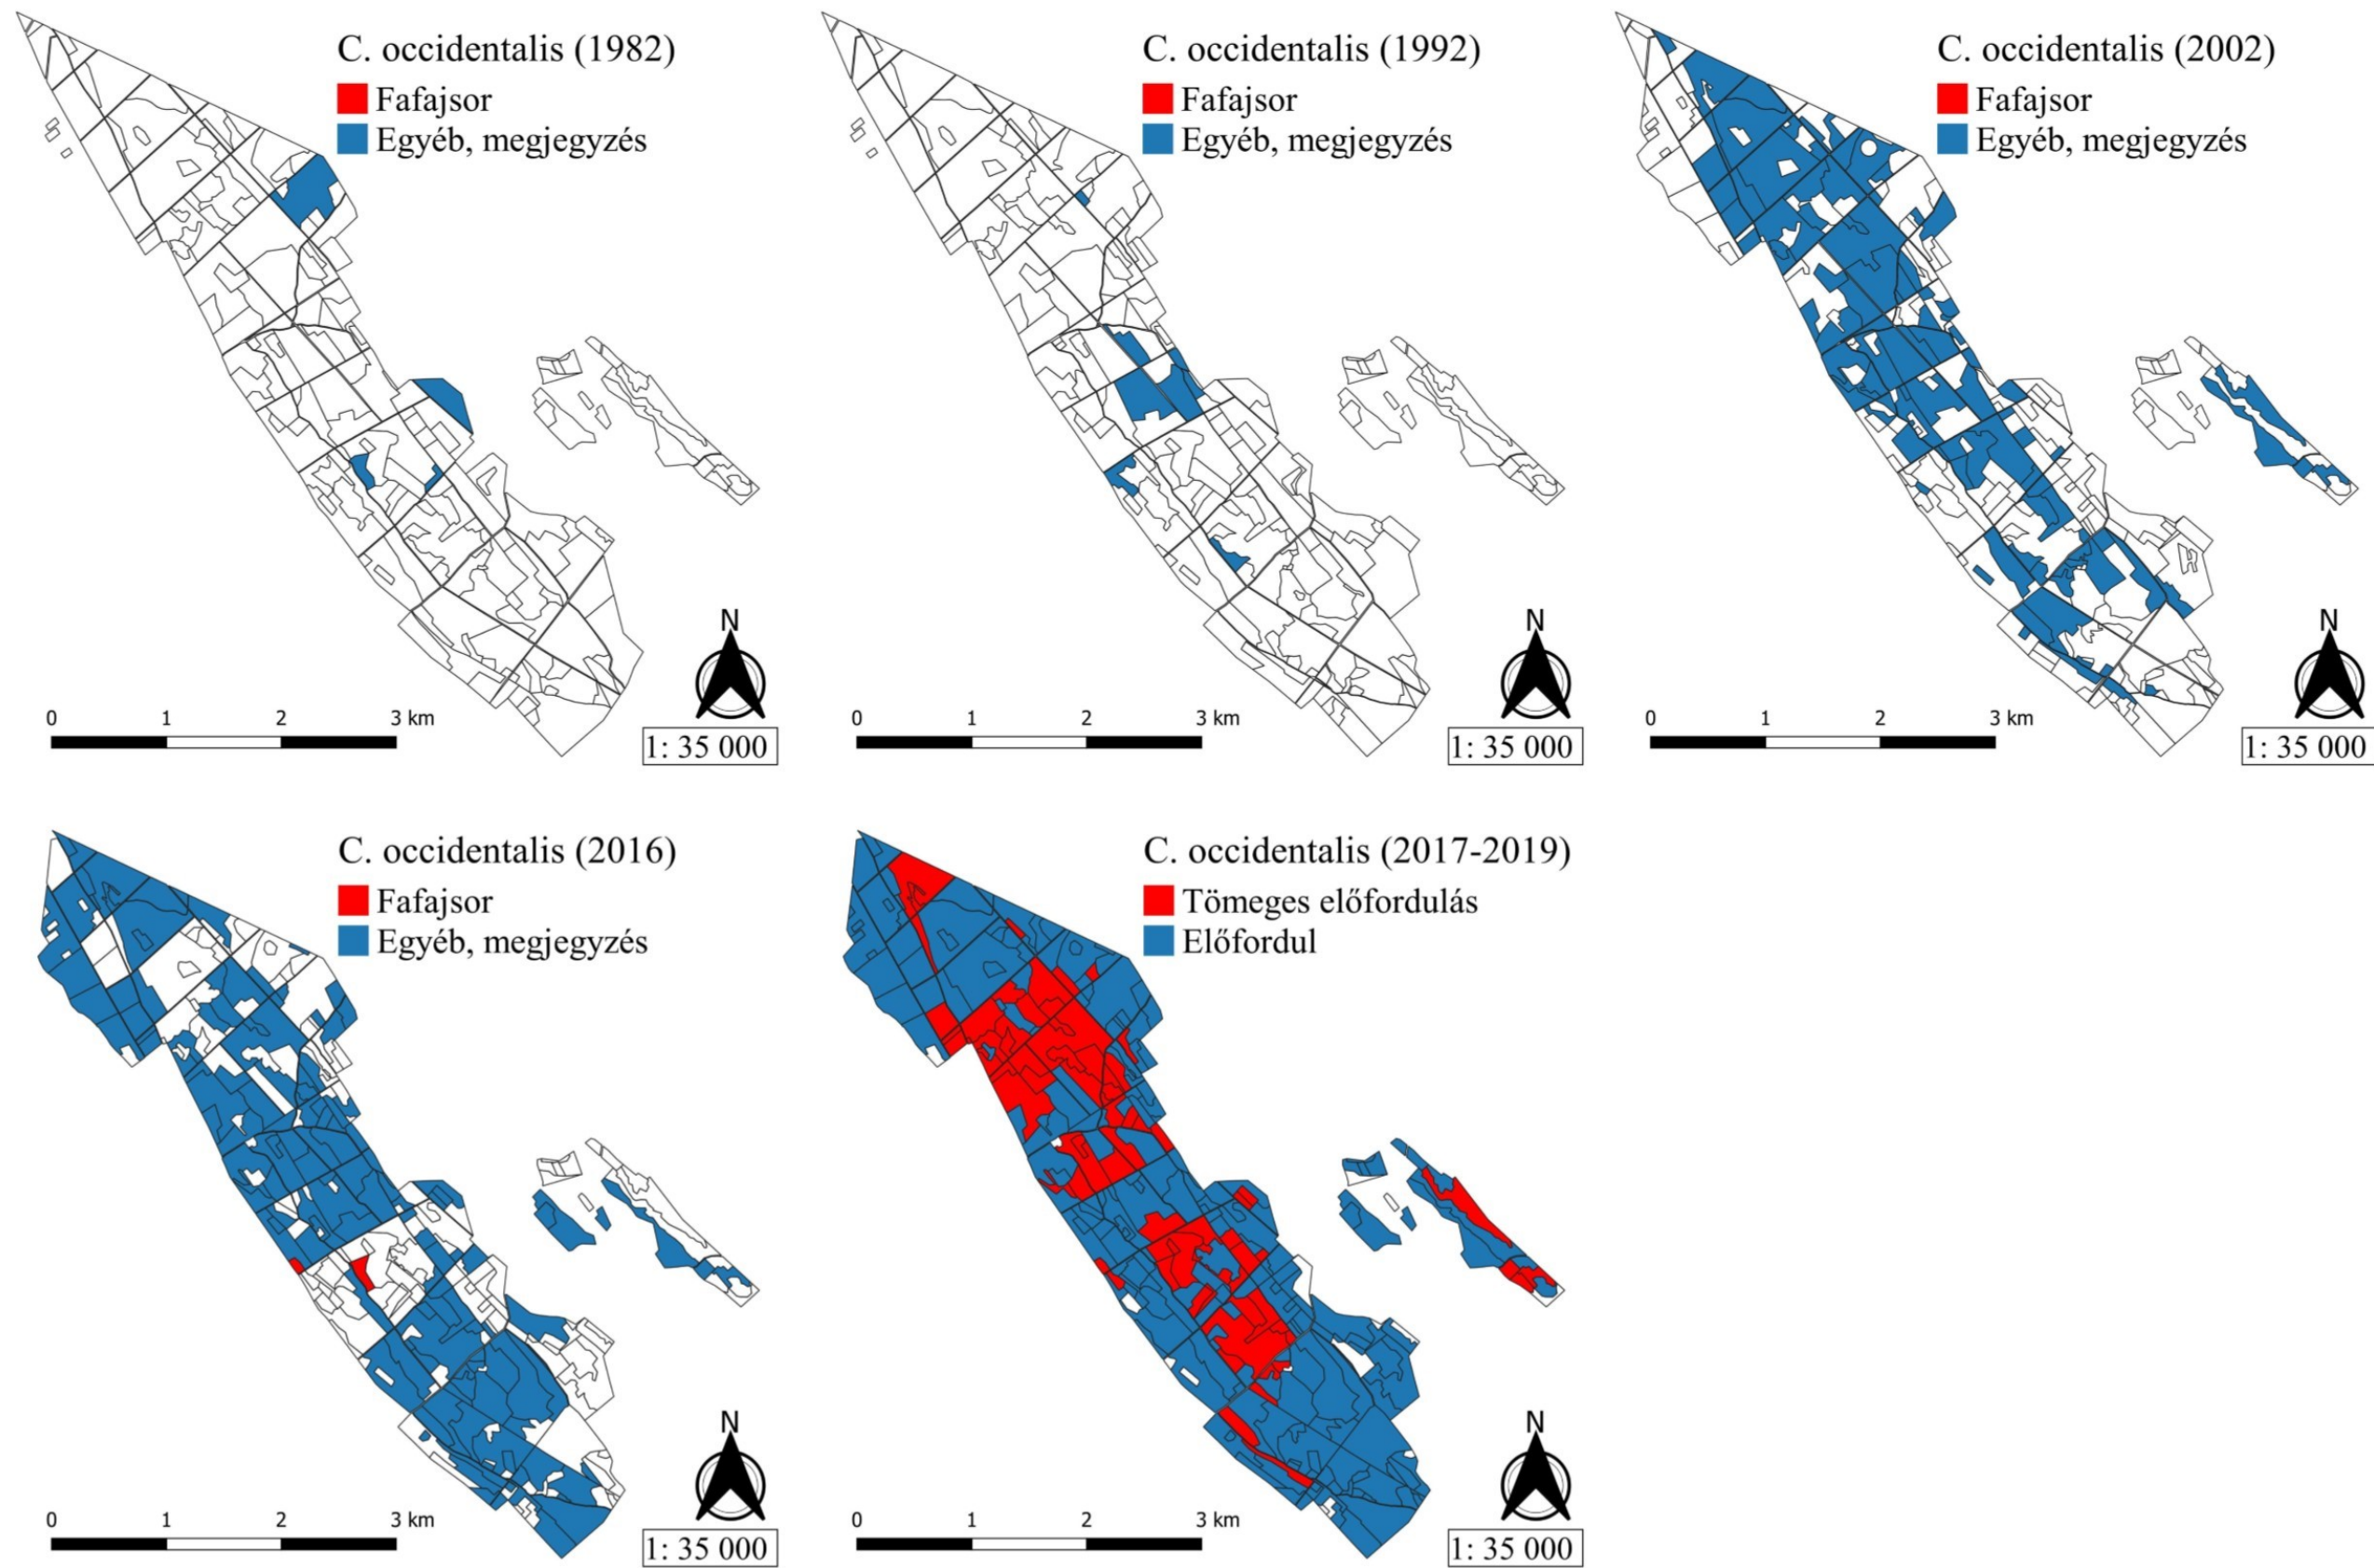 C. occidentalis (1982)
Fafajsor
Egyéb, megjegyzés
N
0 1 2 3 km
1: 35 000
C. occidentalis (1992)
Fafajsor
Egyéb, megjegyzés
N
0 1 2 3 km
1: 35 000
C. occidentalis (2002)
Fafajsor
Egyéb, megjegyzés
N
0 1 2 3 km
1: 35 000
C. occidentalis (2016)
Fafajsor
Egyéb, megjegyzés
N
0 1 2 3 km
1: 35 000
C. occidentalis (2017-2019)
Tömeges előfordulás
Előfordul
N
0 1 2 3 km
1: 35 000